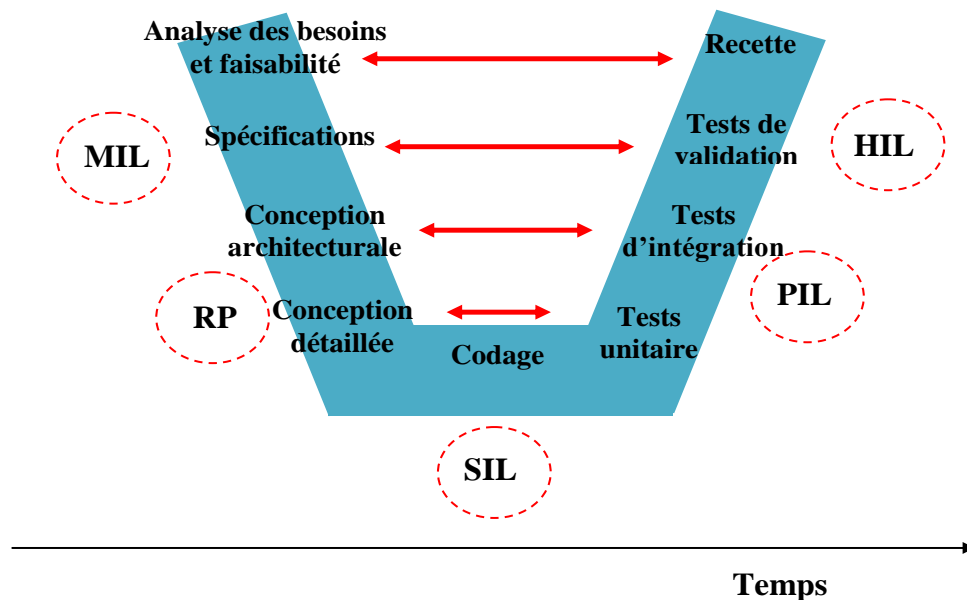 Analyse des besoins
et faisabilité
Recette
MIL
Spécifications
Tests de
validation
HIL
Conception
architecturale
Tests
d'intégration
RP
Conception
détaillée
Codage
Tests
unitaire
PIL
SIL
Temps